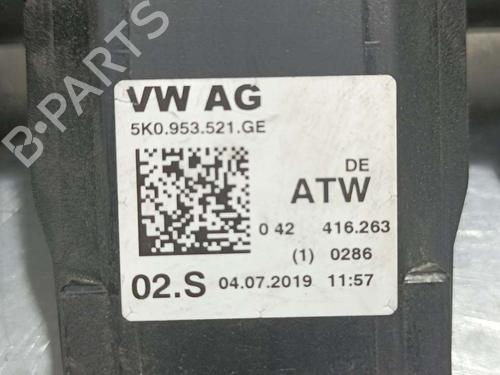 VW AG
5K0.953.521.GE
DE
ATW
0 42 416.263
(1) 0286
02.S 04.07.2019 11:57
B-PARTS